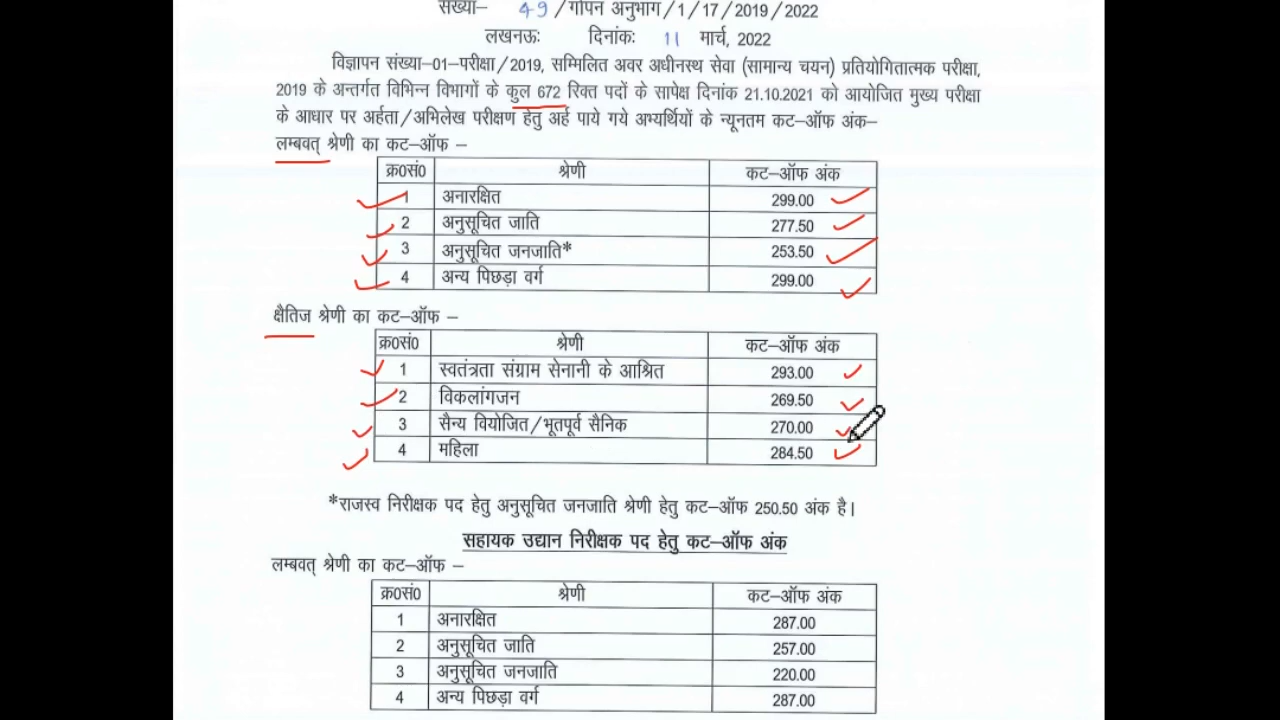 संख्या– 49/गोपन अनुभाग/1/17/2019/2022
लखनऊः दिनांकः 11 मार्च, 2022
विज्ञापन संख्या–01–परीक्षा/2019, सम्मिलित अवर अधीनस्थ सेवा (सामान्य चयन) प्रतियोगितात्मक परीक्षा,
2019 के अन्तर्गत विभिन्न विभागों के कुल 672 रिक्त पदों के सापेक्ष दिनांक 21.10.2021 को आयोजित मुख्य परीक्षा
के आधार पर अर्हता/अभिलेख परीक्षण हेतु अर्ह पाये गये अभ्यर्थियों के न्यूनतम कट–ऑफ अंक–
लम्बवत् श्रेणी का कट–ऑफ –
क्र०सं० श्रेणी कट–ऑफ अंक
1 अनारक्षित 299.00
2 अनुसूचित जाति 277.50
3 अनुसूचित जनजाति* 253.50
4 अन्य पिछड़ा वर्ग 299.00
क्षैतिज श्रेणी का कट–ऑफ –
क्र०सं० श्रेणी कट–ऑफ अंक
1 स्वतंत्रता संग्राम सेनानी के आश्रित 293.00
2 विकलांगजन 269.50
3 सैन्य वियोजित/भूतपूर्व सैनिक 270.00
4 महिला 284.50
*राजस्व निरीक्षक पद हेतु अनुसूचित जनजाति श्रेणी हेतु कट–ऑफ 250.50 अंक है।
सहायक उद्यान निरीक्षक पद हेतु कट–ऑफ अंक
लम्बवत् श्रेणी का कट–ऑफ –
क्र०सं० श्रेणी कट–ऑफ अंक
1 अनारक्षित 287.00
2 अनुसूचित जाति 257.00
3 अनुसूचित जनजाति 220.00
4 अन्य पिछड़ा वर्ग 287.00